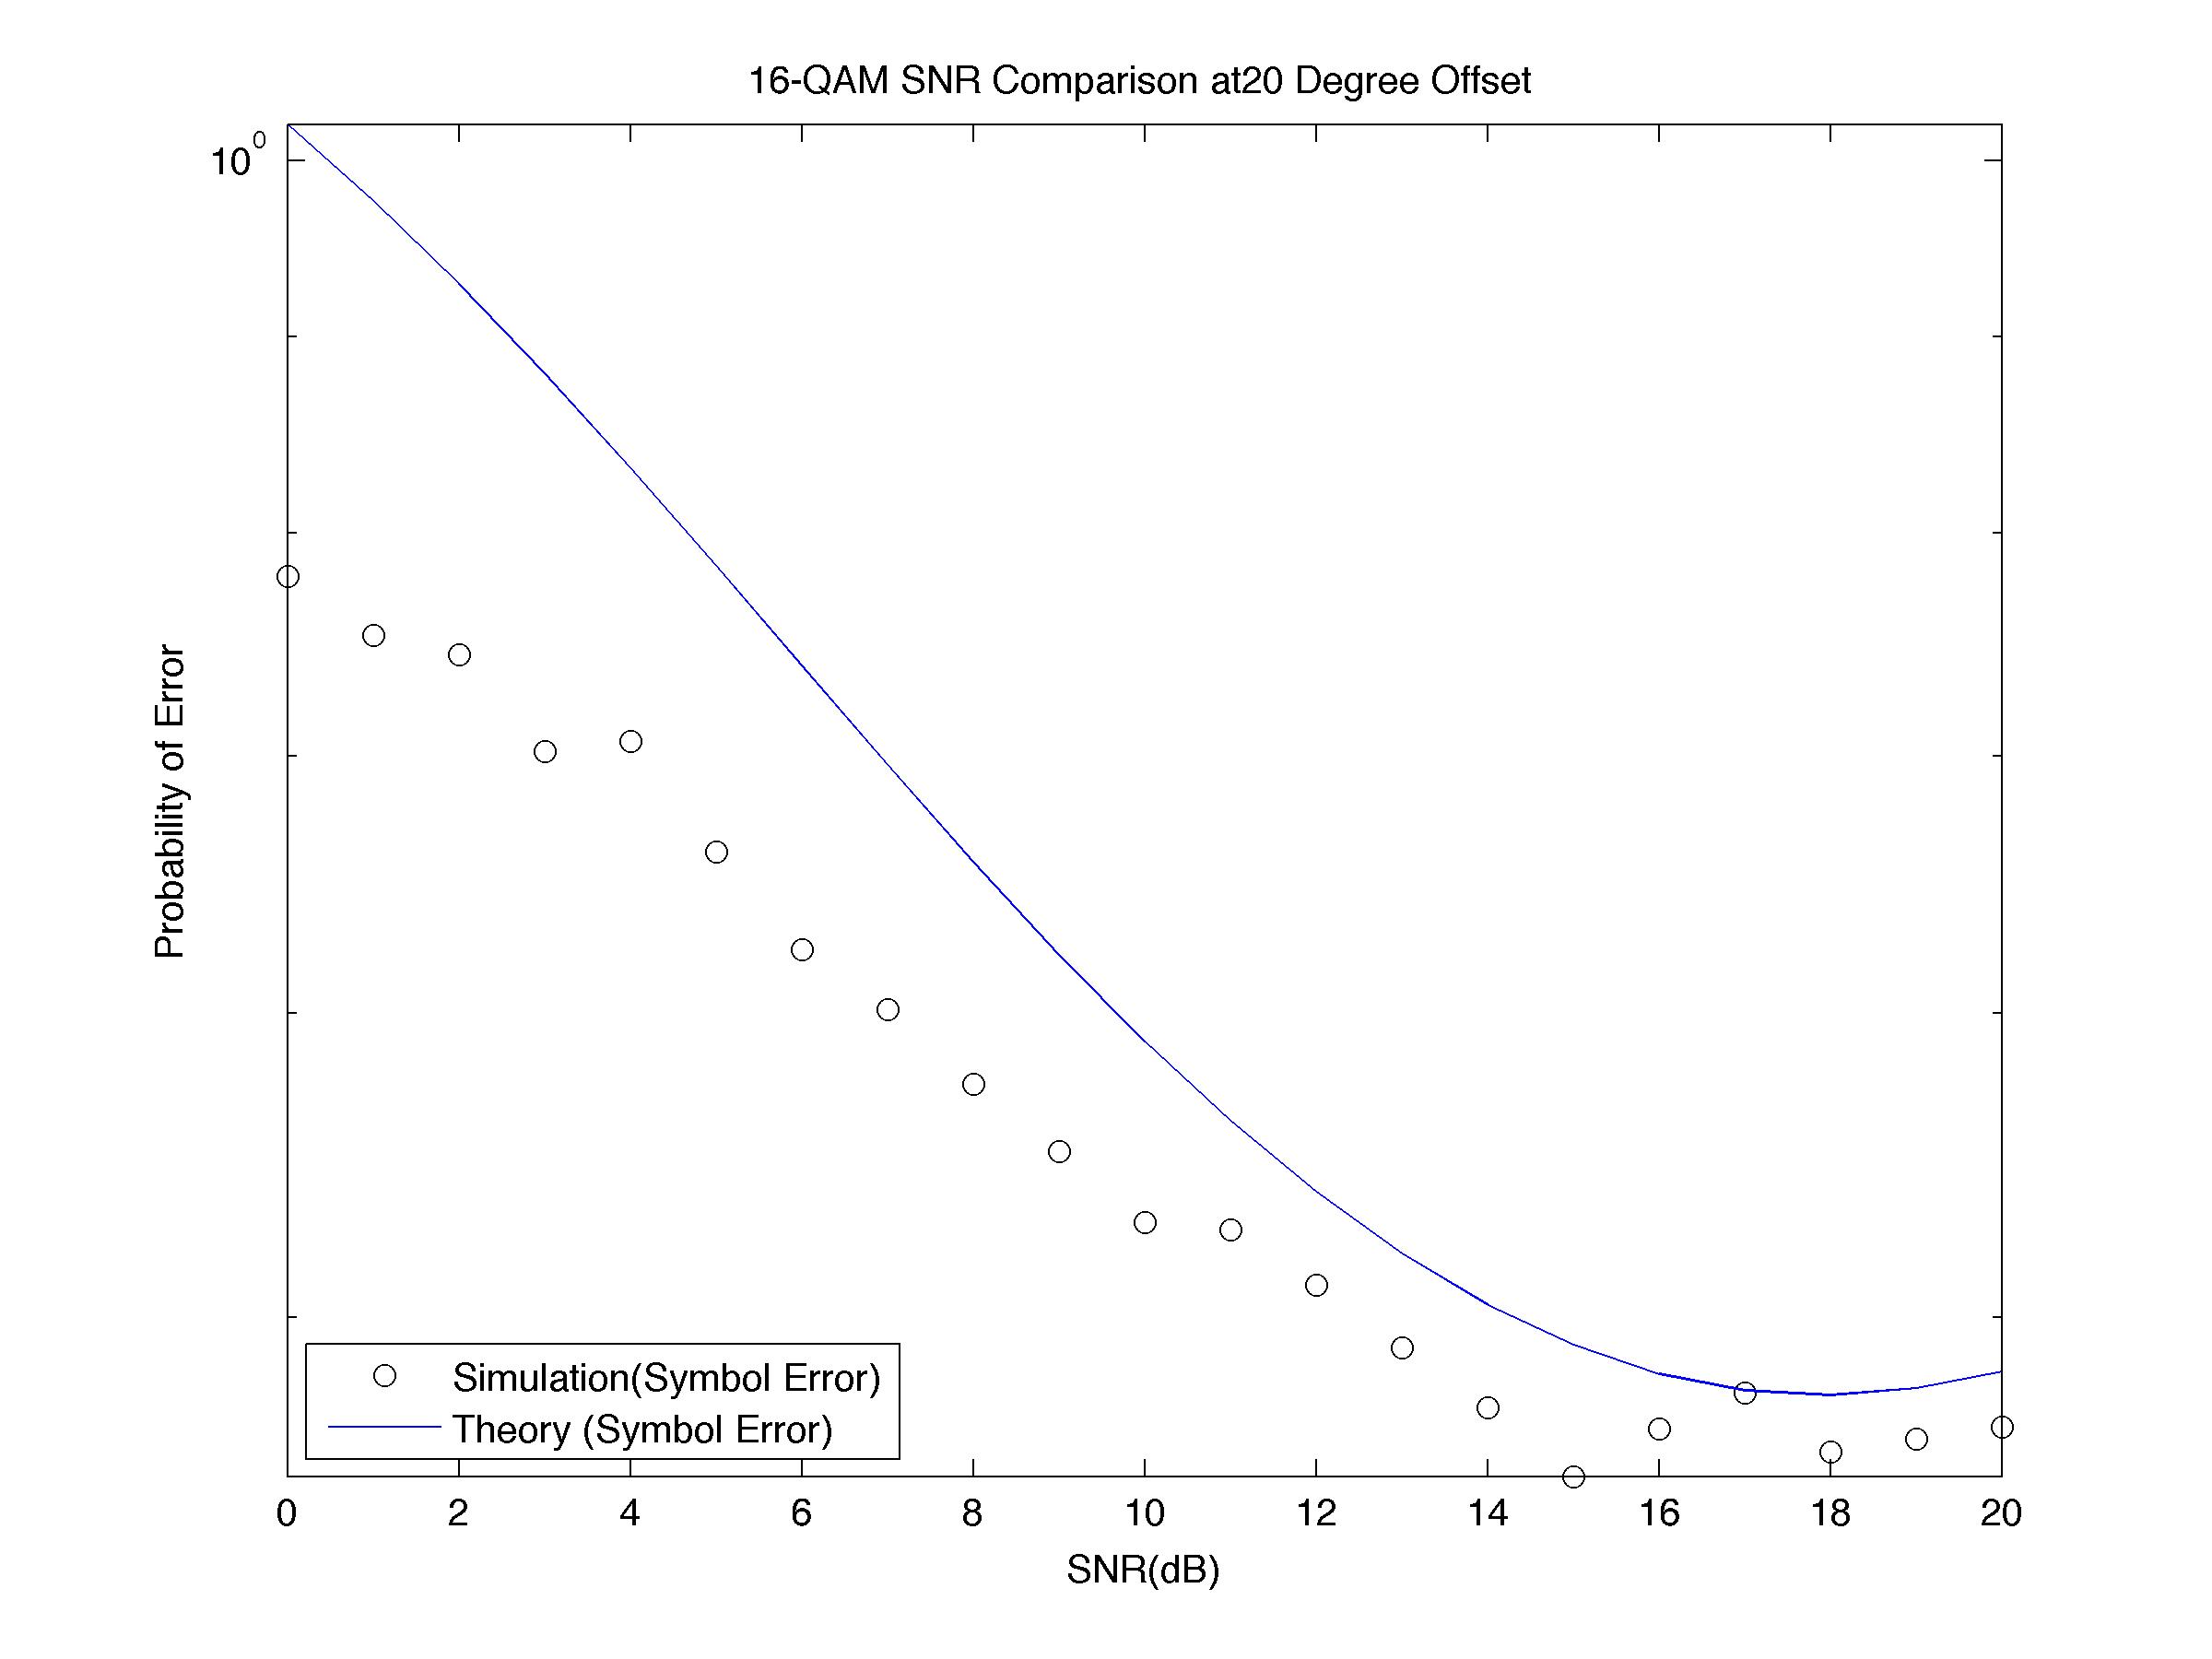 16-QAM SNR Comparison at20 Degree Offset
10^0
Probability of Error
Simulation(Symbol Error)
Theory (Symbol Error)
0 2 4 6 8 10 12 14 16 18 20
SNR(dB)